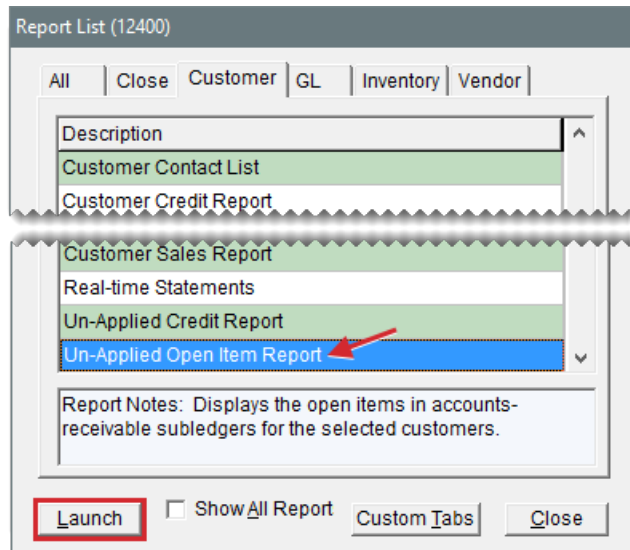 Report List (12400)
All Close Customer GL Inventory Vendor
Description
Customer Contact List
Customer Credit Report
Customer Sales Report
Real-time Statements
Un-Applied Credit Report
Un-Applied Open Item Report
Report Notes: Displays the open items in accounts-
receivable subledgers for the selected customers.
Launch Show All Report Custom Tabs Close